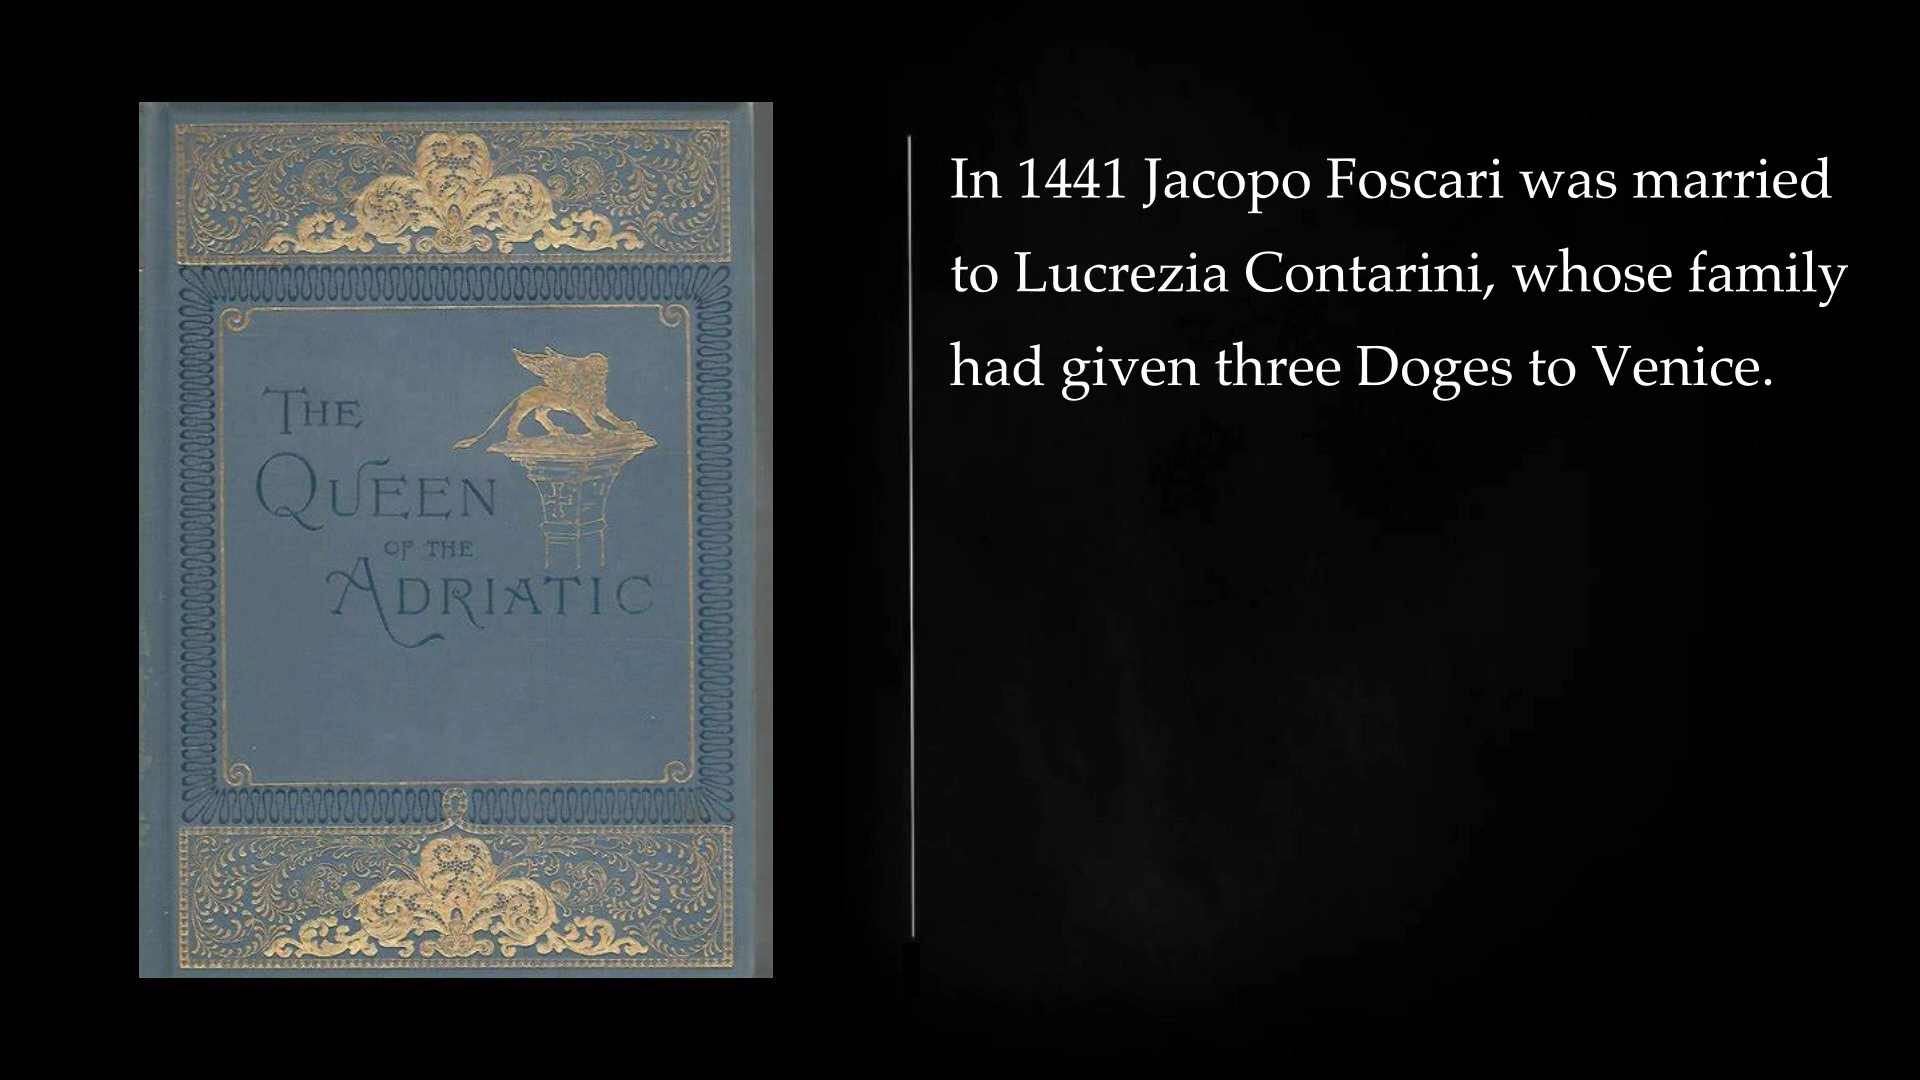 The
Queen
of the
Adriatic
In 1441 Jacopo Foscari was married
to Lucrezia Contarini, whose family
had given three Doges to Venice.